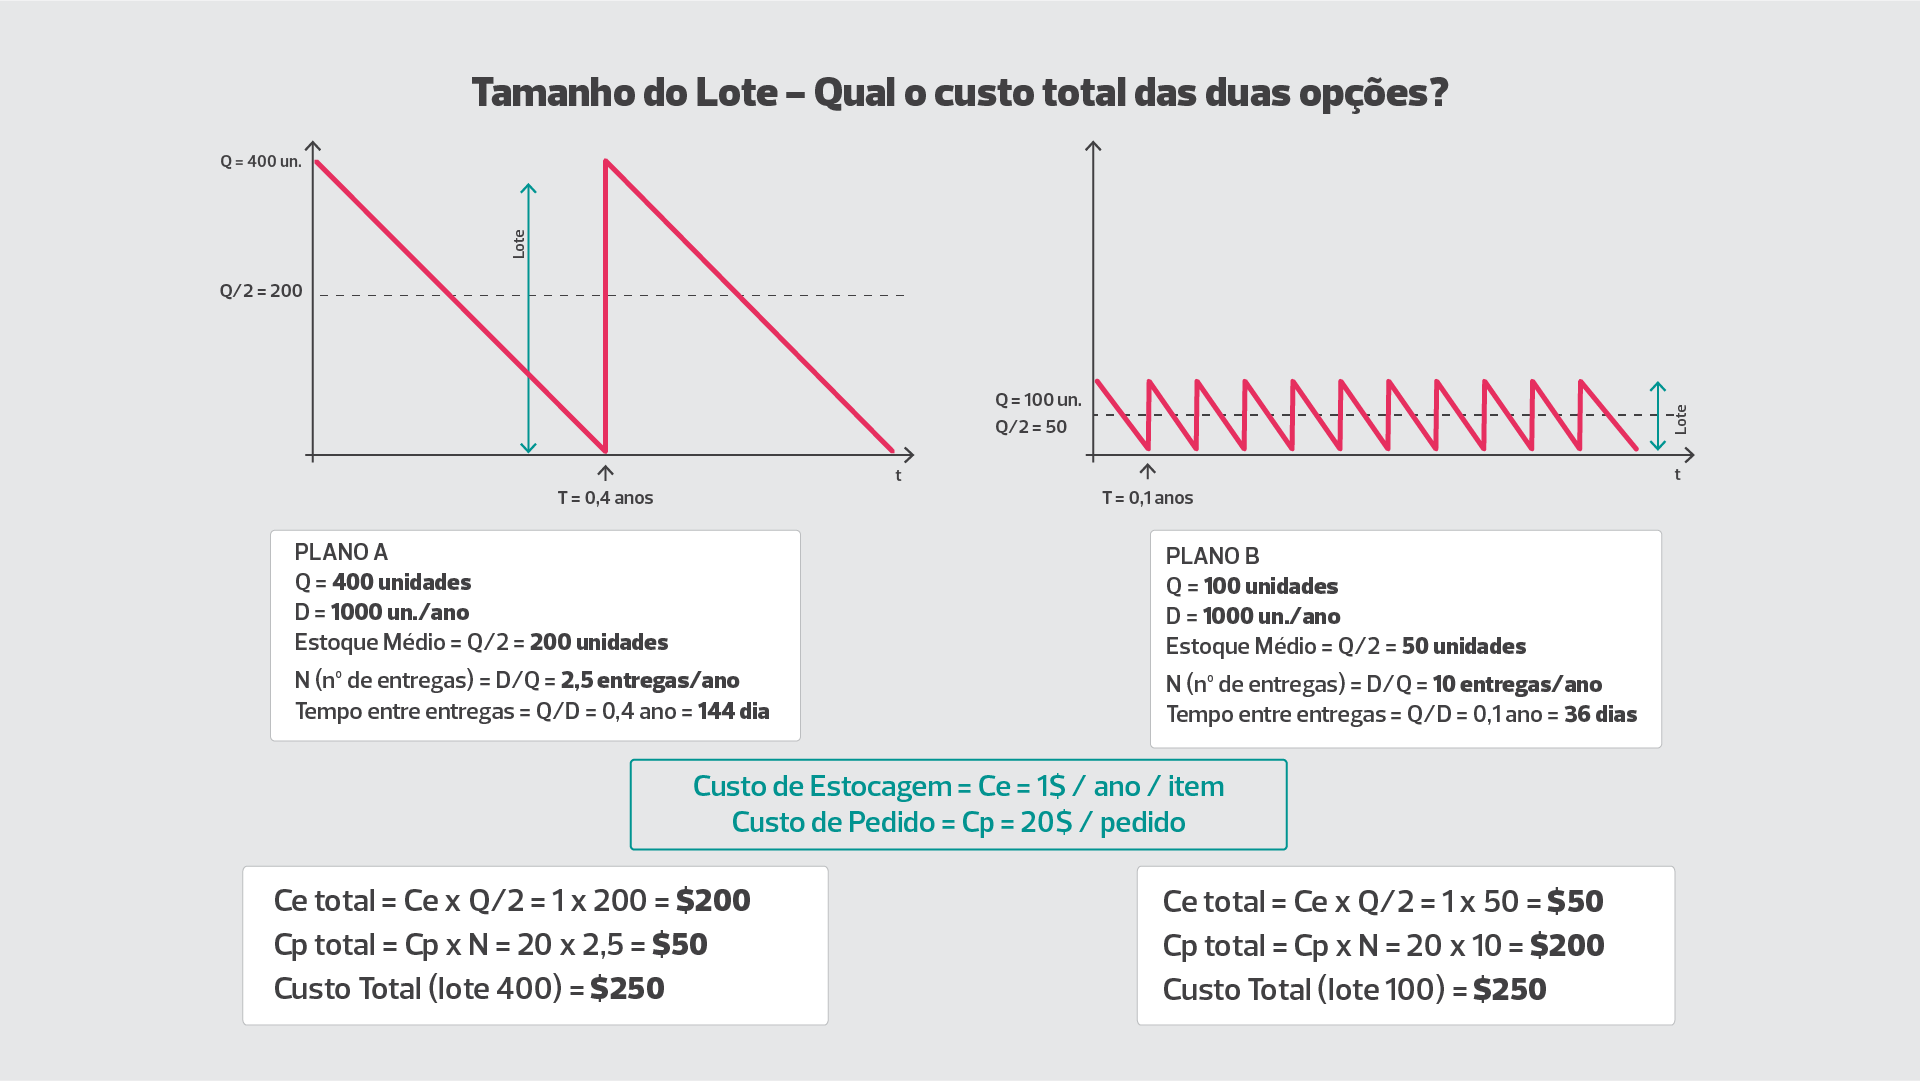 Tamanho do Lote – Qual o custo total das duas opções?
Q = 400 un.
Lote
Q/2 = 200
t
T = 0,4 anos
Q = 100 un.
Q/2 = 50
Lote
t
T = 0,1 anos
PLANO A
Q = 400 unidades
D = 1000 un./ano
Estoque Médio = Q/2 = 200 unidades
N (nº de entregas) = D/Q = 2,5 entregas/ano
Tempo entre entregas = Q/D = 0,4 ano = 144 dia
PLANO B
Q = 100 unidades
D = 1000 un./ano
Estoque Médio = Q/2 = 50 unidades
N (nº de entregas) = D/Q = 10 entregas/ano
Tempo entre entregas = Q/D = 0,1 ano = 36 dias
Custo de Estocagem = Ce = 1$ / ano / item
Custo de Pedido = Cp = 20$ / pedido
Ce total = Ce x Q/2 = 1 x 200 = $200
Cp total = Cp x N = 20 x 2,5 = $50
Custo Total (lote 400) = $250
Ce total = Ce x Q/2 = 1 x 50 = $50
Cp total = Cp x N = 20 x 10 = $200
Custo Total (lote 100) = $250